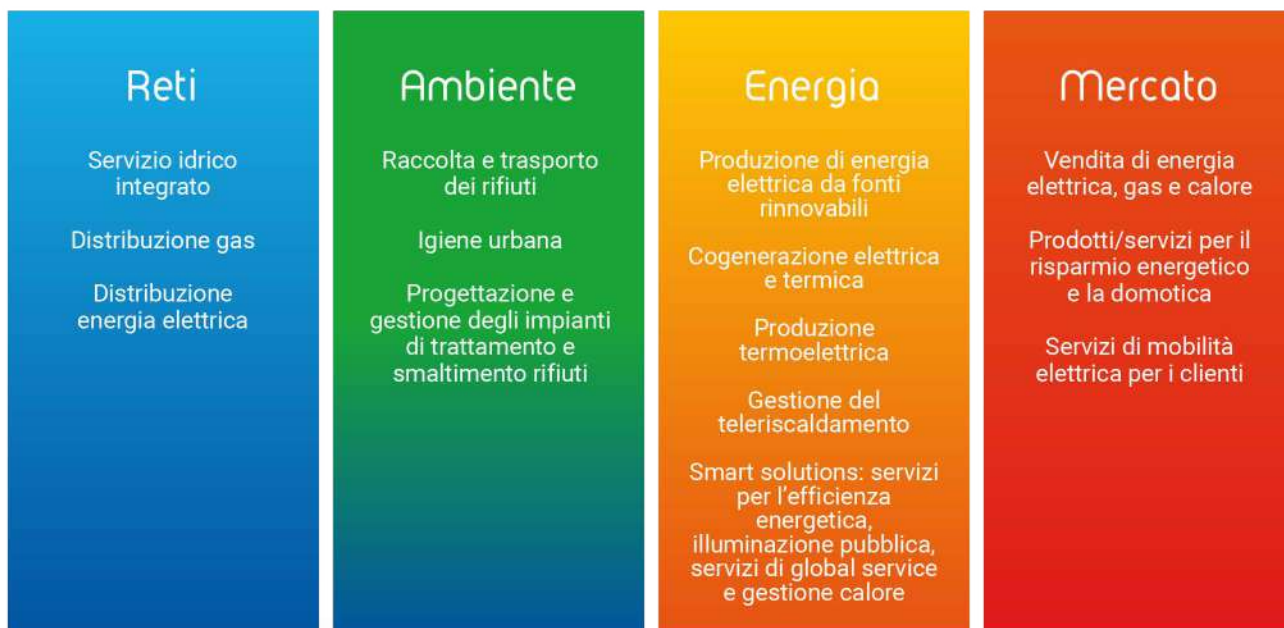 Reti
Servizio idrico
integrato
Distribuzione gas
Distribuzione
energia elettrica
Ambiente
Raccolta e trasporto
dei rifiuti
Igiene urbana
Progettazione e
gestione degli impianti
di trattamento e
smaltimento rifiuti
Energia
Produzione di energia
elettrica da fonti
rinnovabili
Cogenerazione elettrica
e termica
Produzione
termoelettrica
Gestione del
teleriscaldamento
Smart solutions: servizi
per l’efficienza
energetica,
illuminazione pubblica,
servizi di global service
e gestione calore
Mercato
Vendita di energia
elettrica, gas e calore
Prodotti/servizi per il
risparmio energetico
e la domotica
Servizi di mobilità
elettrica per i clienti